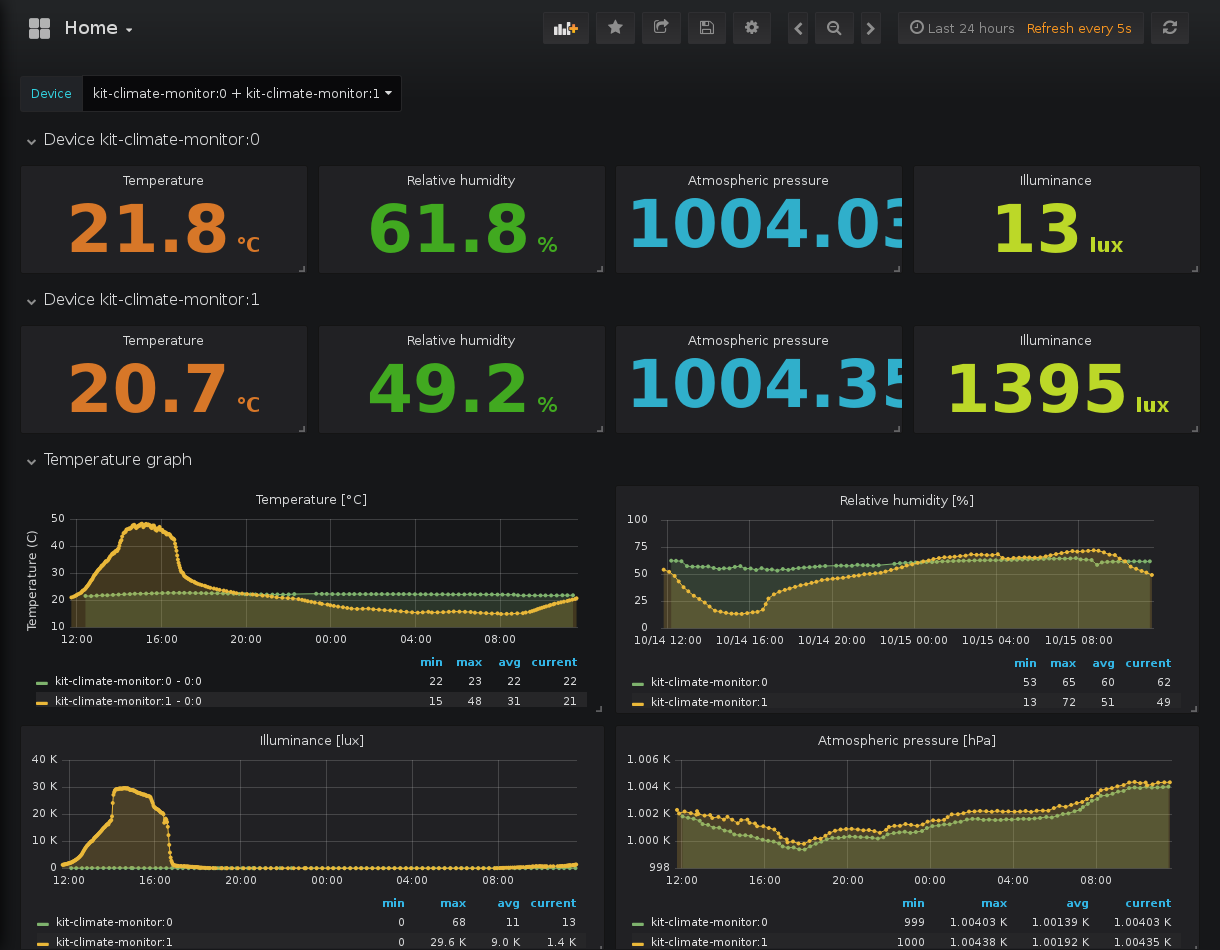 Home
Last 24 hours Refresh every 5s
Device kit-climate-monitor:0 + kit-climate-monitor:1
Device kit-climate-monitor:0
Temperature Relative humidity Atmospheric pressure Illuminance
21.8 °C 61.8 % 1004.03 13 lux
Device kit-climate-monitor:1
Temperature Relative humidity Atmospheric pressure Illuminance
20.7 °C 49.2 % 1004.35 1395 lux
Temperature graph
Temperature [°C]
Temperature (C)
50
40
30
20
10
12:00 16:00 20:00 00:00 04:00 08:00
min max avg current
kit-climate-monitor:0 - 0:0 22 23 22 22
kit-climate-monitor:1 - 0:0 15 48 31 21
Relative humidity [%]
100
75
50
25
0
10/14 12:00 10/14 16:00 10/14 20:00 10/15 00:00 10/15 04:00 10/15 08:00
min max avg current
kit-climate-monitor:0 53 65 60 62
kit-climate-monitor:1 13 72 51 49
Illuminance [lux]
40 K
30 K
20 K
10 K
0
12:00 16:00 20:00 00:00 04:00 08:00
min max avg current
kit-climate-monitor:0 0 68 11 13
kit-climate-monitor:1 0 29.6 K 9.0 K 1.4 K
Atmospheric pressure [hPa]
1.006 K
1.004 K
1.002 K
1.000 K
998
12:00 16:00 20:00 00:00 04:00 08:00
min max avg current
kit-climate-monitor:0 999 1.00403 K 1.00139 K 1.00403 K
kit-climate-monitor:1 1000 1.00438 K 1.00192 K 1.00435 K